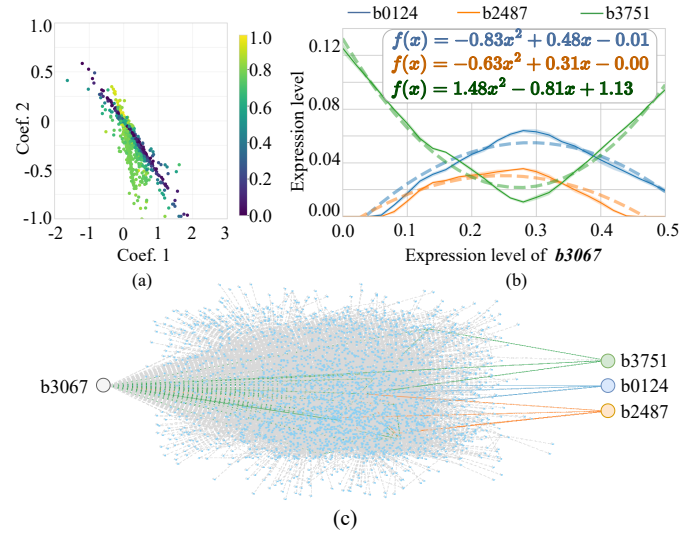 1.0
0.5
0
-0.5
-1.0
Coef. 2
-2
-1
0
1
2
3
Coef. 1
1.0
0.8
0.6
0.4
0.2
0.0
(a)
b0124
b2487
b3751
f(x) = −0.83x² + 0.48x − 0.01
f(x) = −0.63x² + 0.31x − 0.00
f(x) = 1.48x² − 0.81x + 1.13
0.12
0.08
0.04
0.00
Expression level
0.0
0.1
0.2
0.3
0.4
0.5
Expression level of b3067
(b)
b3067
b3751
b0124
b2487
(c)